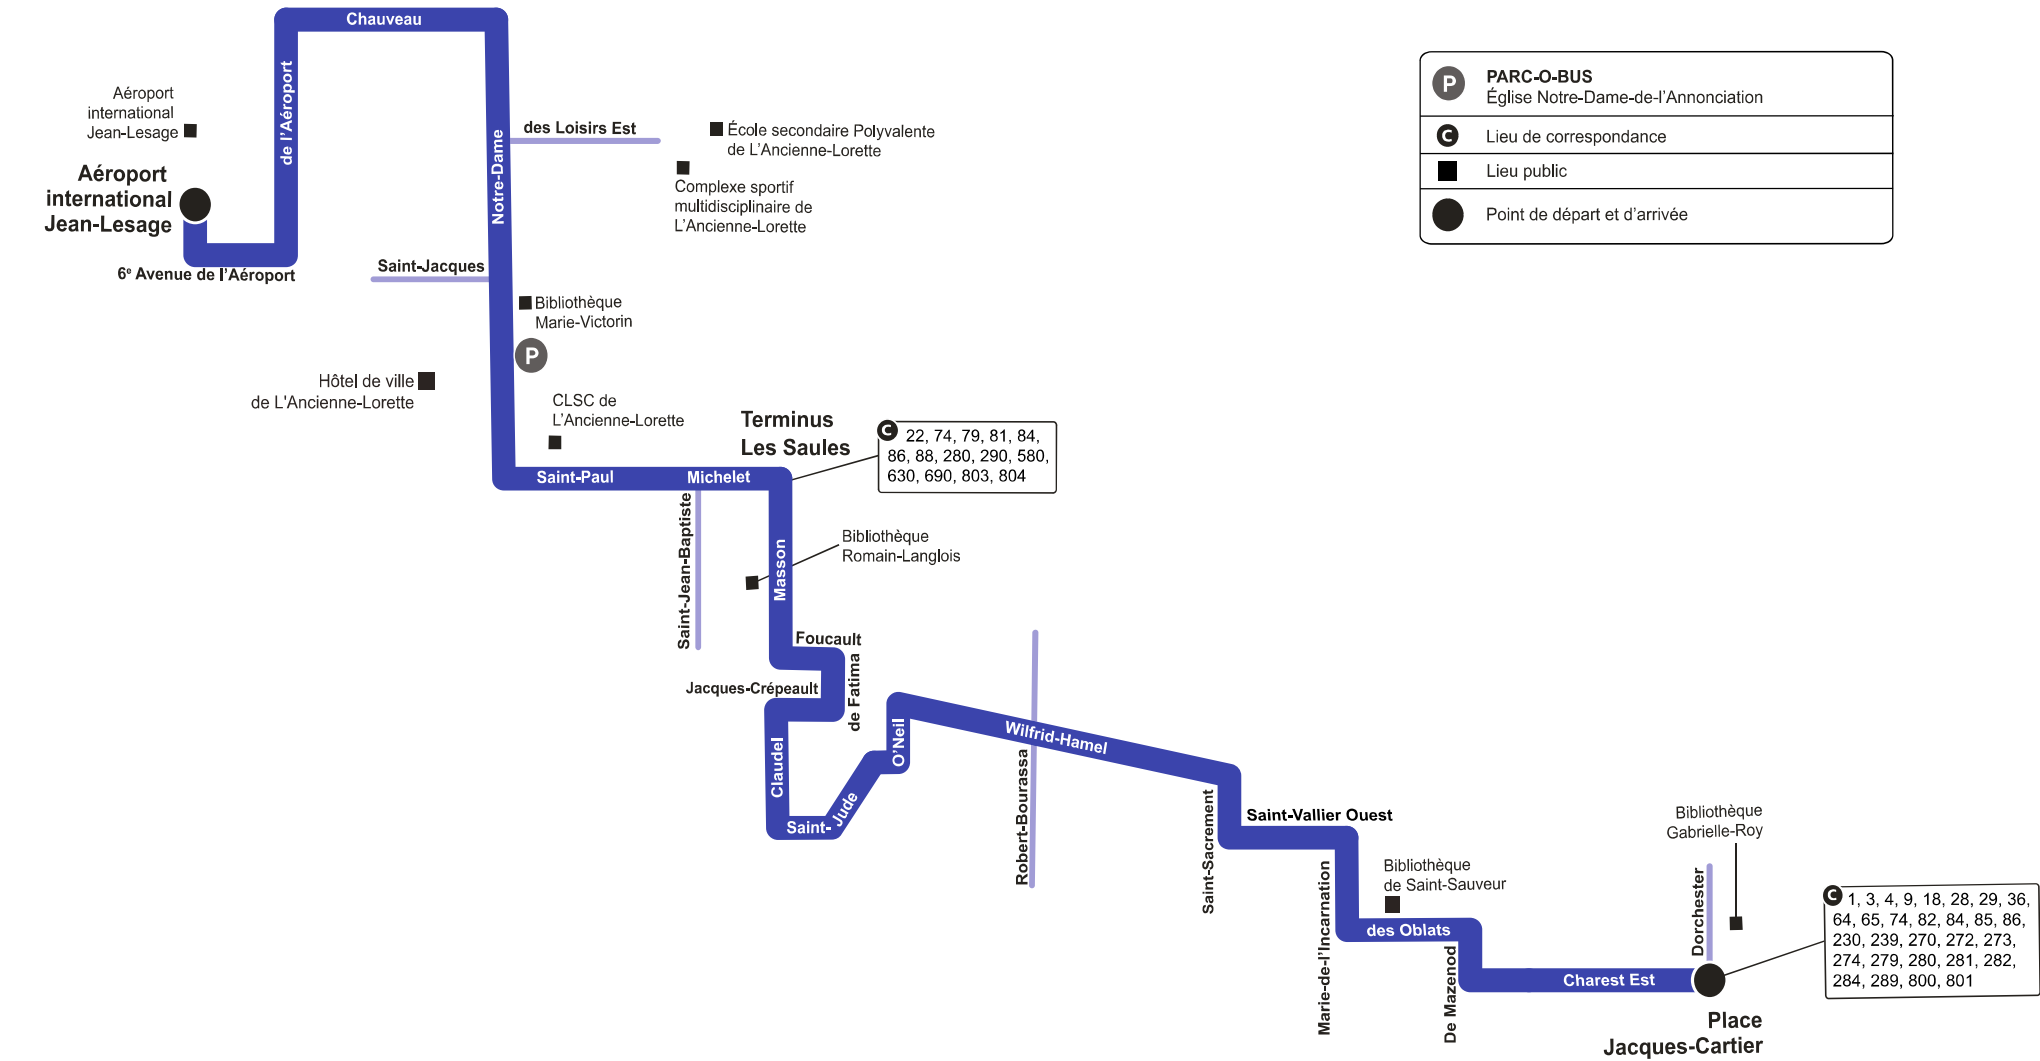 Chauveau
de l'Aéroport
Aéroport
international
Jean-Lesage
Aéroport
international
Jean-Lesage
6e Avenue de l'Aéroport
Notre-Dame
des Loisirs Est
École secondaire Polyvalente
de L'Ancienne-Lorette
Complexe sportif
multidisciplinaire de
L'Ancienne-Lorette
Saint-Jacques
Bibliothèque
Marie-Victorin
P
Hôtel de ville
de L'Ancienne-Lorette
CLSC de
L'Ancienne-Lorette
Terminus
Les Saules
C 22, 74, 79, 81, 84,
86, 88, 280, 290, 580,
630, 690, 803, 804
Saint-Paul
Michelet
Saint-Jean-Baptiste
Masson
Bibliothèque
Romain-Langlois
Foucault
de Fatima
Jacques-Crépeault
Claudel
Saint-Jude
O'Neil
Wilfrid-Hamel
Robert-Bourassa
Saint-Sacrement
Saint-Vallier Ouest
Marie-de-l'Incarnation
Bibliothèque
de Saint-Sauveur
des Oblats
De Mazenod
Charest Est
Dorchester
Bibliothèque
Gabrielle-Roy
C 1, 3, 4, 9, 18, 28, 29, 36,
64, 65, 74, 82, 84, 85, 86,
230, 239, 270, 272, 273,
274, 279, 280, 281, 282,
284, 289, 800, 801
Place
Jacques-Cartier
P PARC-O-BUS
Église Notre-Dame-de-l'Annonciation
C Lieu de correspondance
Lieu public
Point de départ et d'arrivée